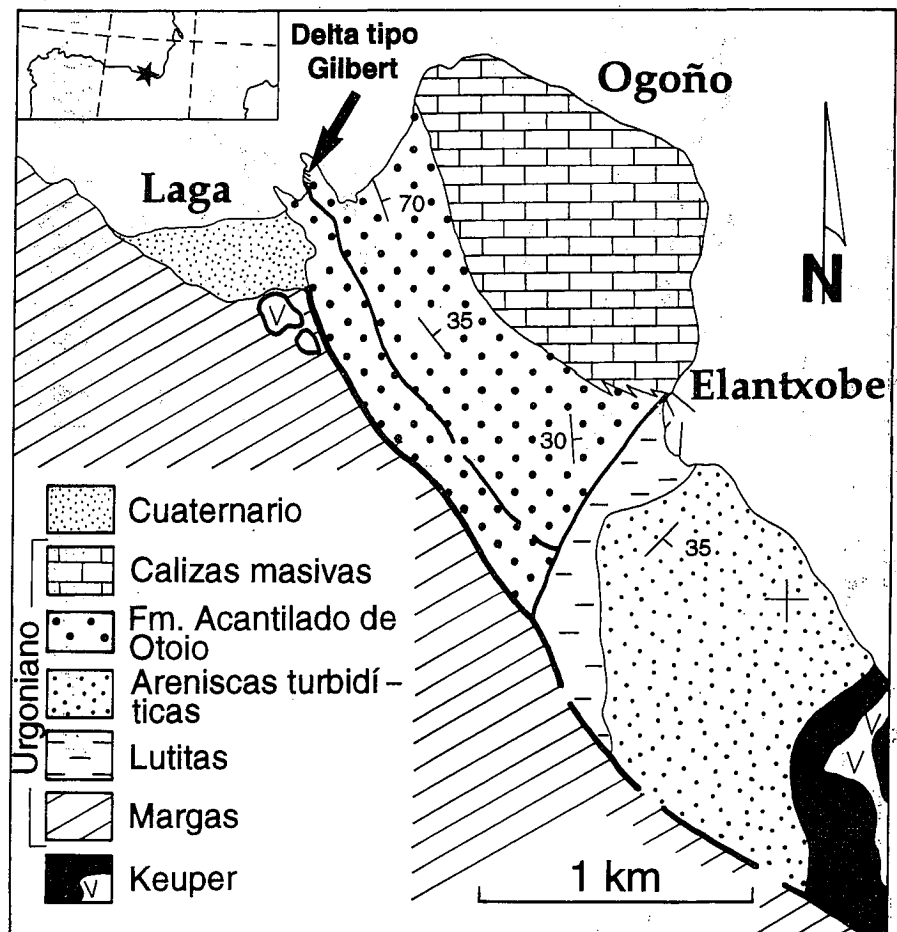 Delta tipo
Gilbert
Ogoño
Laga
70
N
35
Elantxobe
30
35
V
V
V
Urgoniano
Cuaternario
Calizas masivas
Fm. Acantilado de
Otoio
Areniscas turbidí –
ticas
Lutitas
Margas
V
Keuper
1 km